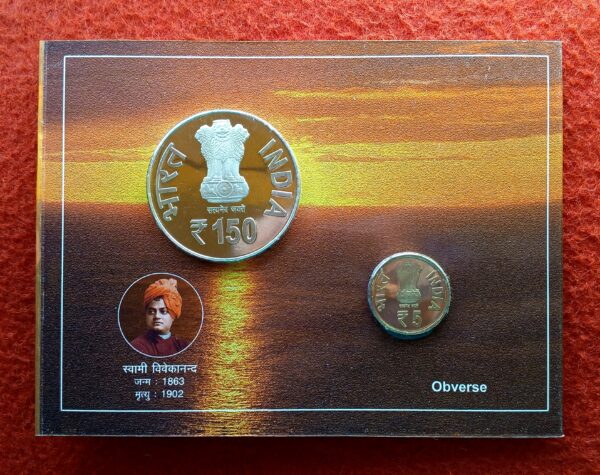 भारत INDIA
सत्यमेव जयते
₹ 150
भारत INDIA
₹ 5
स्वामी विवेकानन्द
जन्म : 1863
मृत्यु : 1902
Obverse